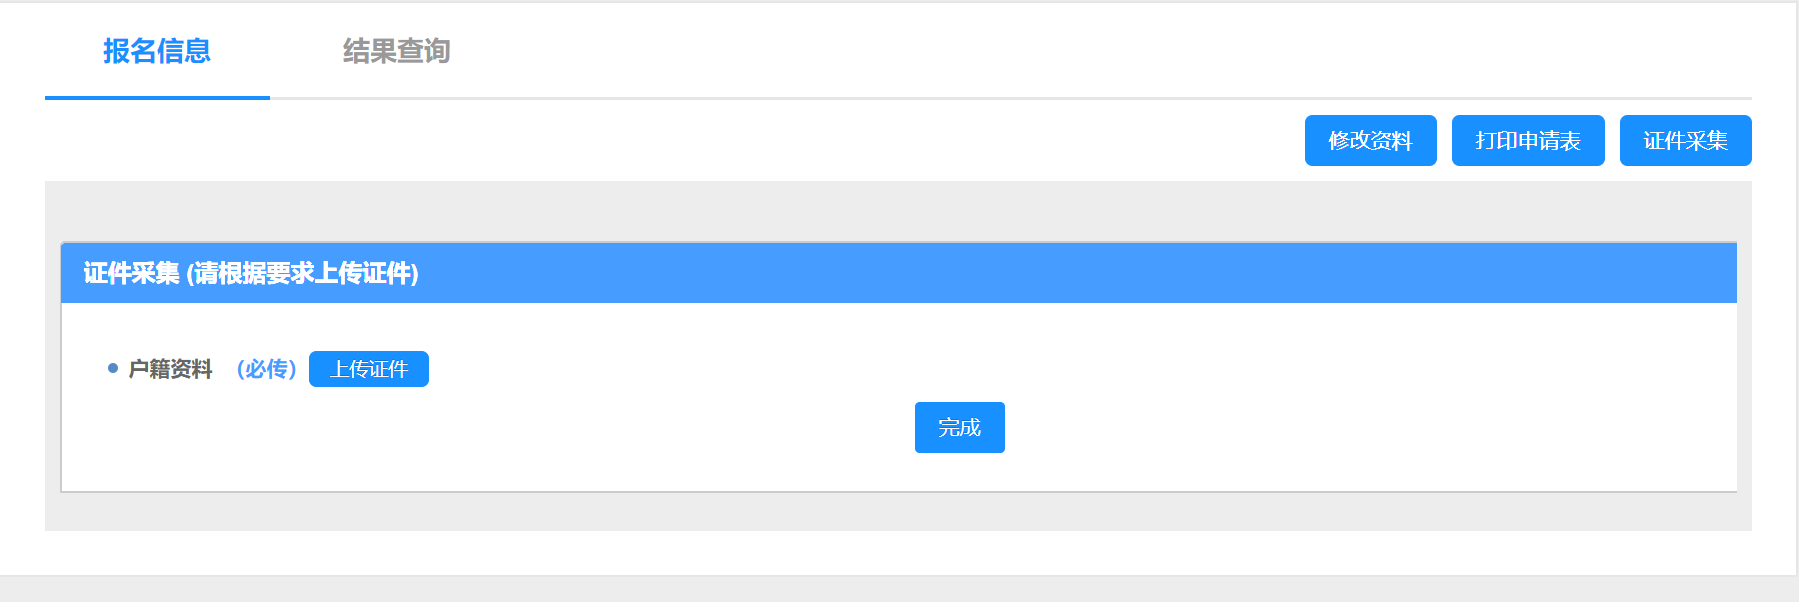 报名信息 结果查询
修改资料 打印申请表 证件采集
证件采集 (请根据要求上传证件)
户籍资料 （必传） 上传证件
完成